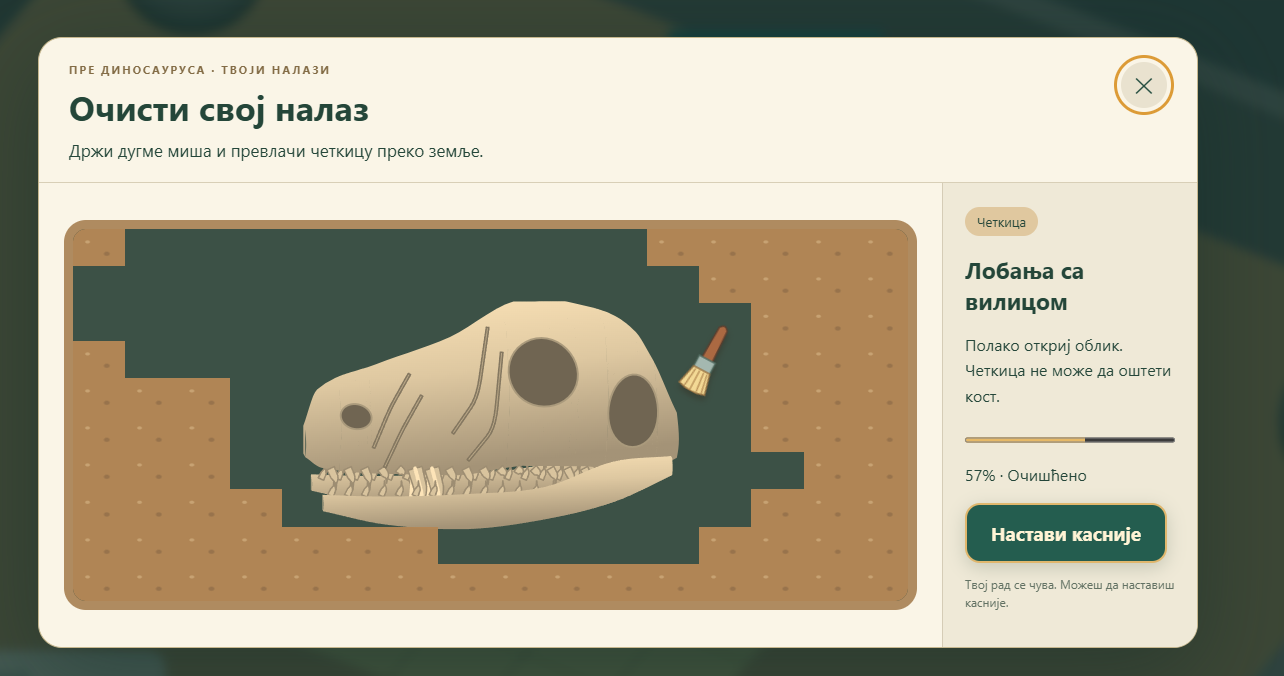 ПРЕ ДИНОСАУРУСА · ТВОЈИ НАЛАЗИ
Очисти свој налаз
Држи дугме миша и превлачи четкицу преко земље.
Четкица
Лобања са
вилицом
Полако откриј облик.
Четкица не може да оштети
кост.
57% · Очишћено
Настави касније
Твој рад се чува. Можеш да наставиш
касније.